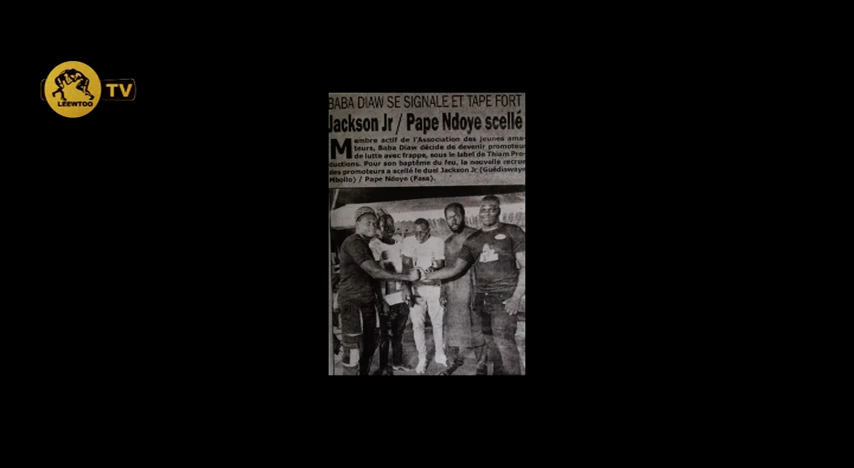 LEEWTOO
TV
BABA DIAW SE SIGNALE ET TAPE FORT
Jackson Jr / Pape Ndoye scellé
Membre actif de l'Association des jeunes ama-
teurs, Baba Diaw décide de devenir promoteur
de lutte avec frappe, sous le label de Thiam Pro-
ductions. Pour son baptême du feu, la nouvelle recrue
des promoteurs a scellé le duel Jackson Jr (Guédiawaye
Mbollo) / Pape Ndoye (Fass).